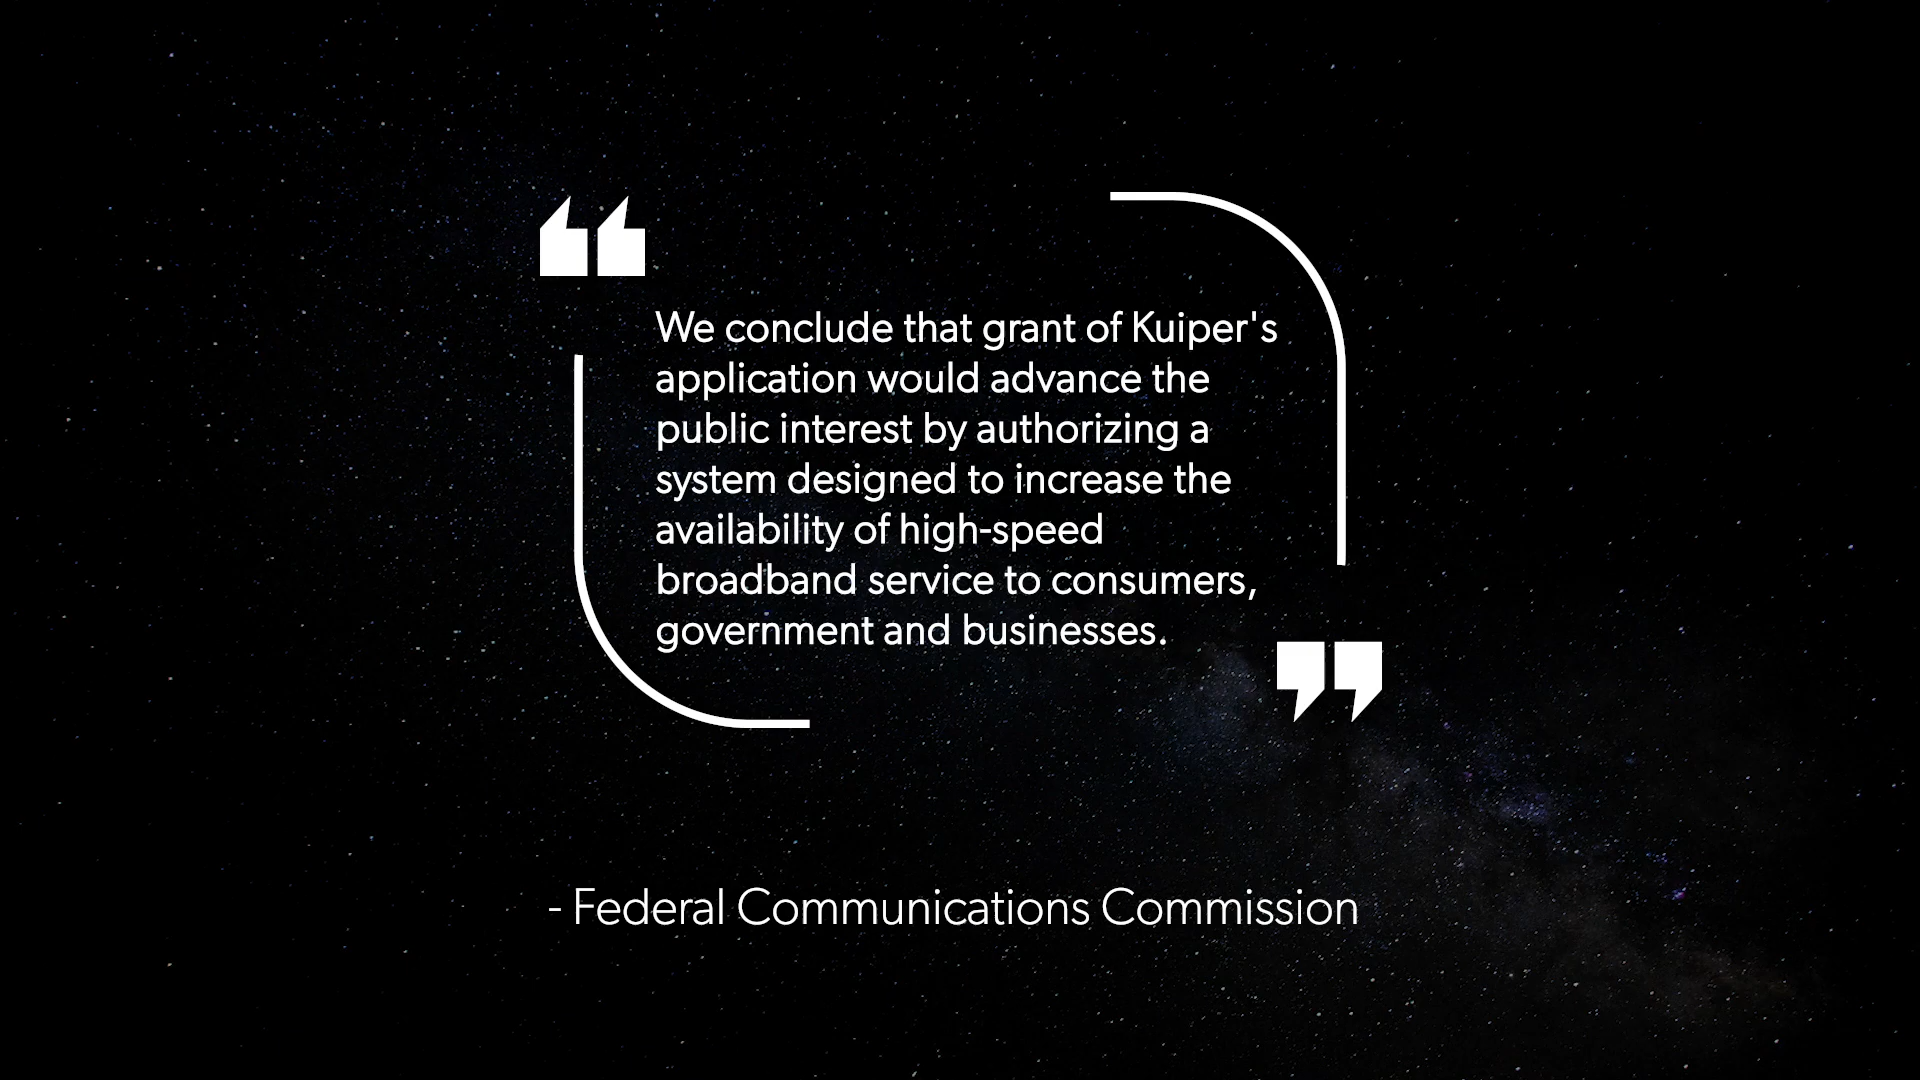 “
We conclude that grant of Kuiper's
application would advance the
public interest by authorizing a
system designed to increase the
availability of high-speed
broadband service to consumers,
government and businesses.
”
- Federal Communications Commission